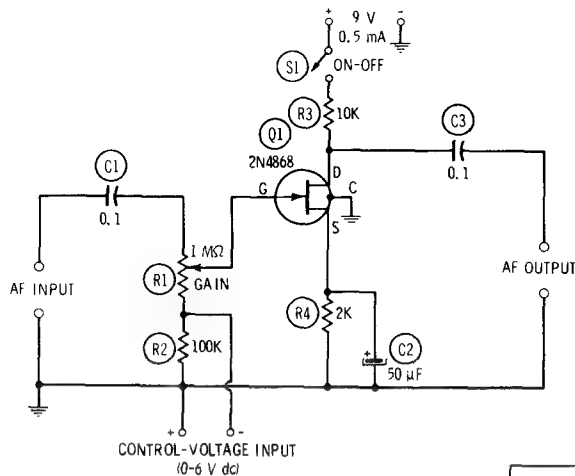 + 9 V -
0.5 mA
S1
ON-OFF
R3
10K
Q1
2N4868
C3
0.1
C1
0.1
D
G
C
S
1 MΩ
R1
GAIN
AF INPUT
AF OUTPUT
R4
2K
R2
100K
+
C2
50 µF
+ -
CONTROL-VOLTAGE INPUT
(0-6 V dc)